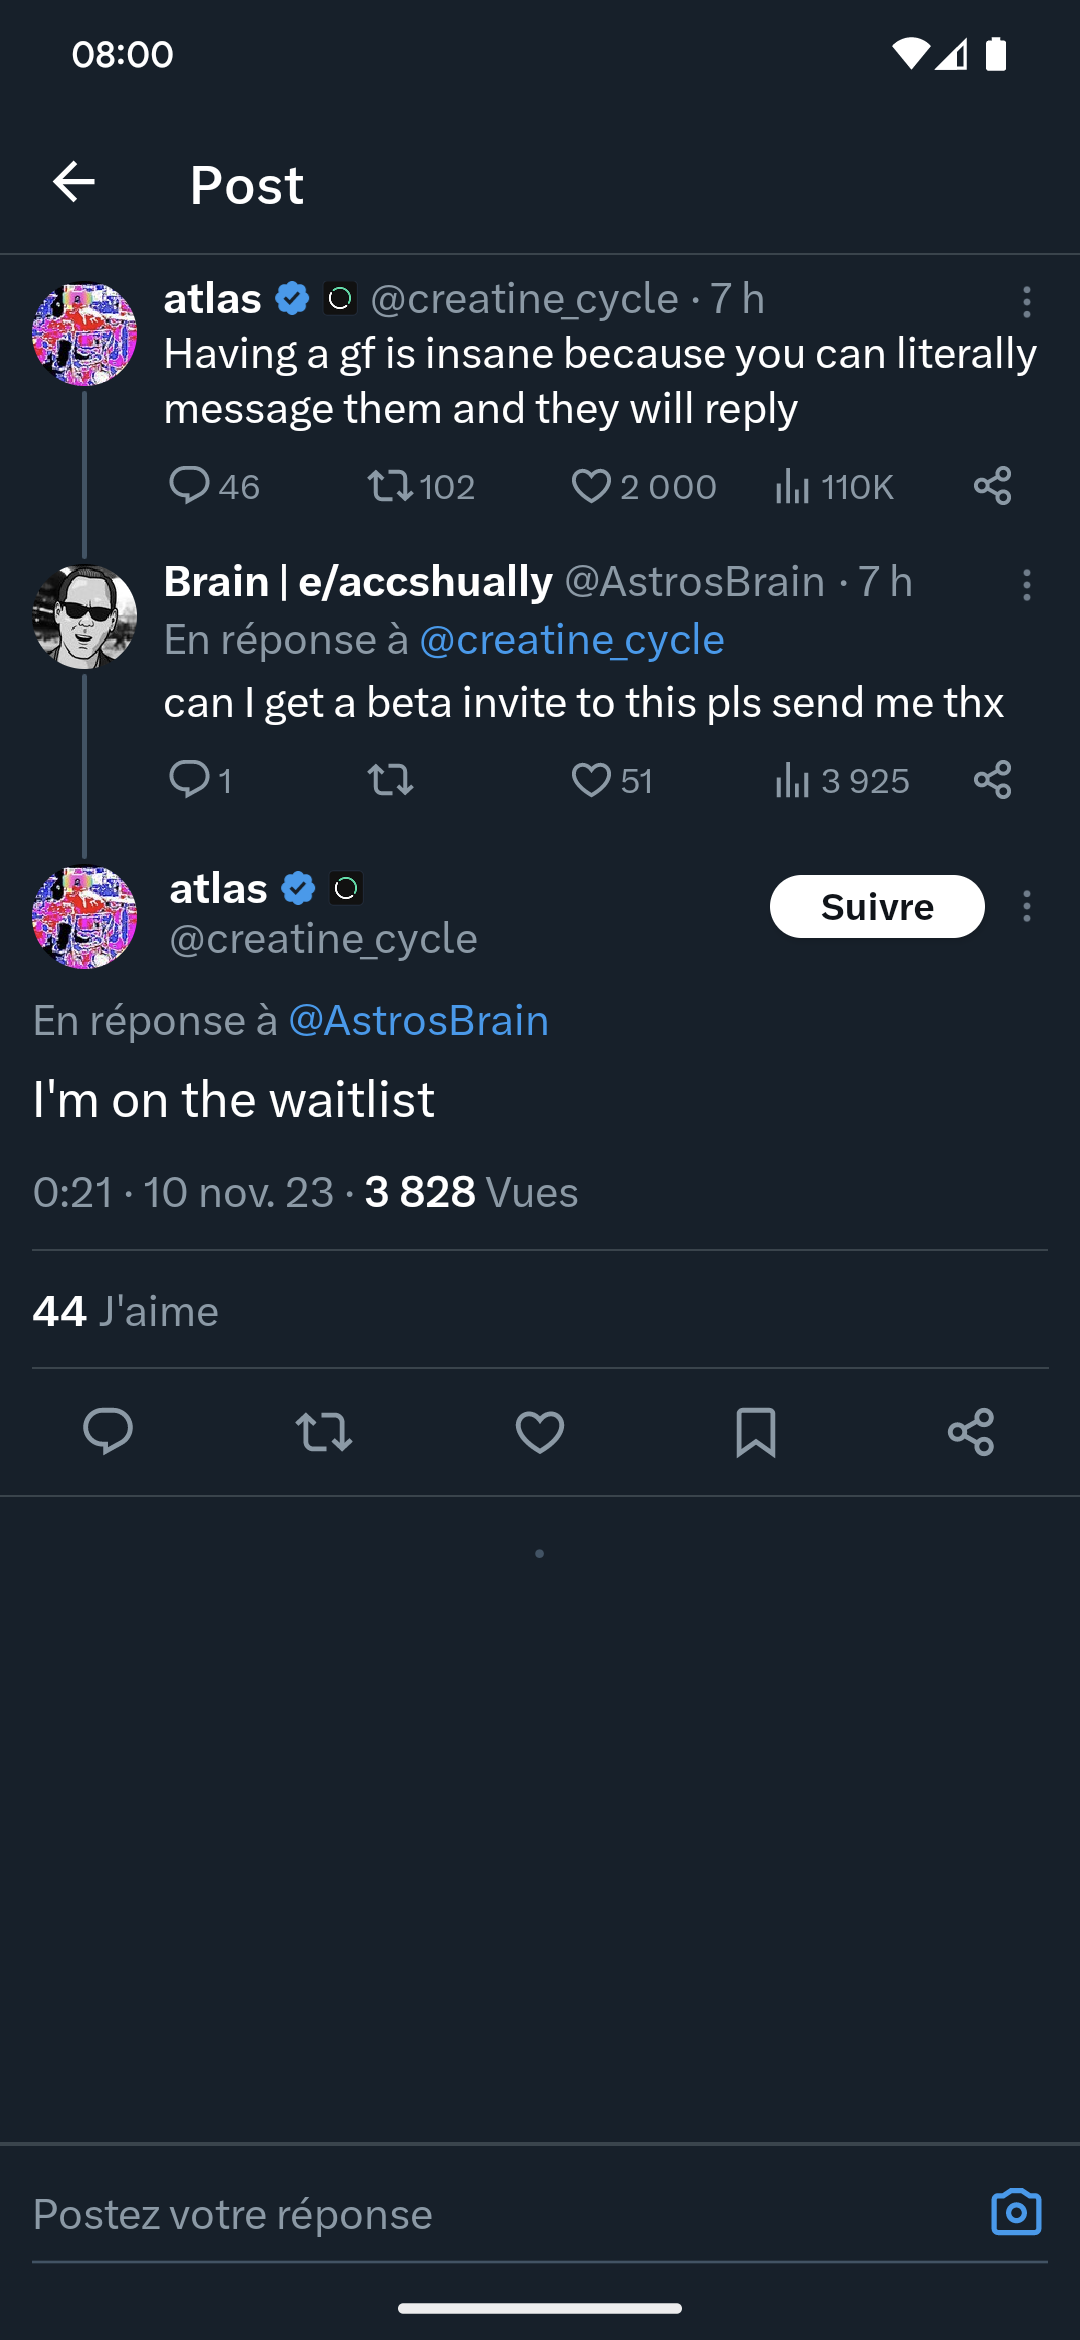 08:00
Post
atlas @creatine_cycle · 7 h
Having a gf is insane because you can literally
message them and they will reply
46 102 2 000 110K
Brain | e/accshually @AstrosBrain · 7 h
En réponse à @creatine_cycle
can I get a beta invite to this pls send me thx
1 51 3 925
atlas
@creatine_cycle
Suivre
En réponse à @AstrosBrain
I'm on the waitlist
0:21 · 10 nov. 23 · 3 828 Vues
44 J'aime
Postez votre réponse